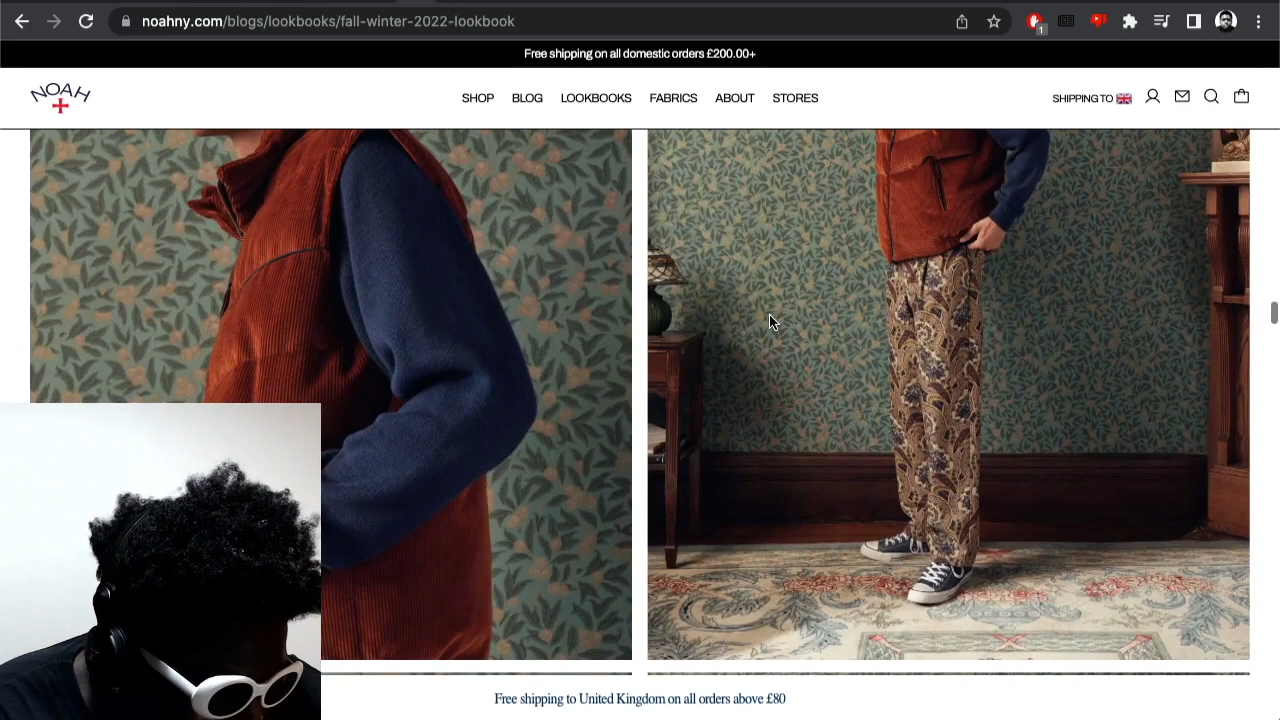 noahny.com/blogs/lookbooks/fall-winter-2022-lookbook
1
Free shipping on all domestic orders £200.00+
NOAH
SHOP BLOG LOOKBOOKS FABRICS ABOUT STORES
SHIPPING TO
Free shipping to United Kingdom on all orders above £80